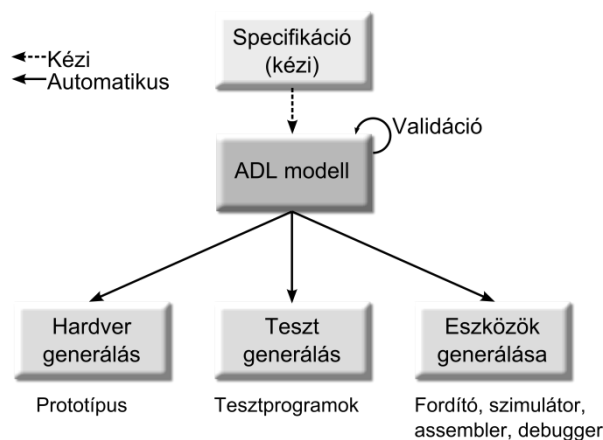 Specifikáció
(kézi)
Kézi
Automatikus
Validáció
ADL modell
Hardver
generálás
Teszt
generálás
Eszközök
generálása
Prototípus
Tesztprogramok
Fordító, szimulátor,
assembler, debugger